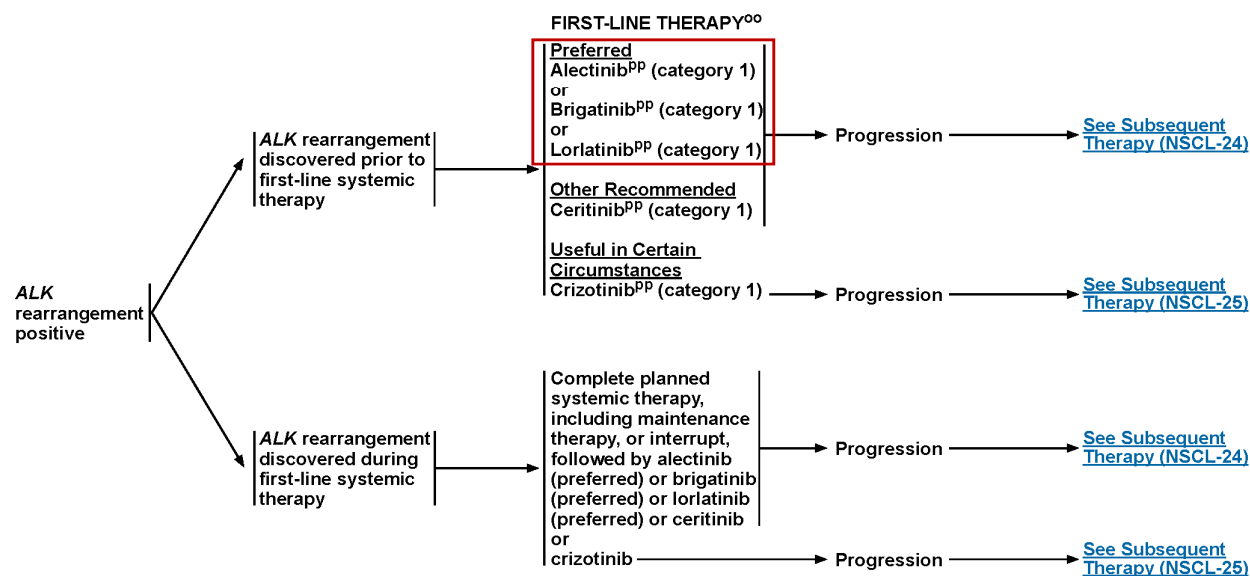 FIRST-LINE THERAPYoo
Preferred
Alectinibpp (category 1)
or
Brigatinibpp (category 1)
or
Lorlatinibpp (category 1)
Other Recommended
Ceritinibpp (category 1)
Useful in Certain
Circumstances
Crizotinibpp (category 1)
ALK rearrangement
discovered prior to
first-line systemic
therapy
Progression
See Subsequent
Therapy (NSCL-24)
Progression
See Subsequent
Therapy (NSCL-25)
ALK
rearrangement
positive
ALK rearrangement
discovered during
first-line systemic
therapy
Complete planned
systemic therapy,
including maintenance
therapy, or interrupt,
followed by alectinib
(preferred) or brigatinib
(preferred) or lorlatinib
(preferred) or ceritinib
or
crizotinib
Progression
See Subsequent
Therapy (NSCL-24)
Progression
See Subsequent
Therapy (NSCL-25)